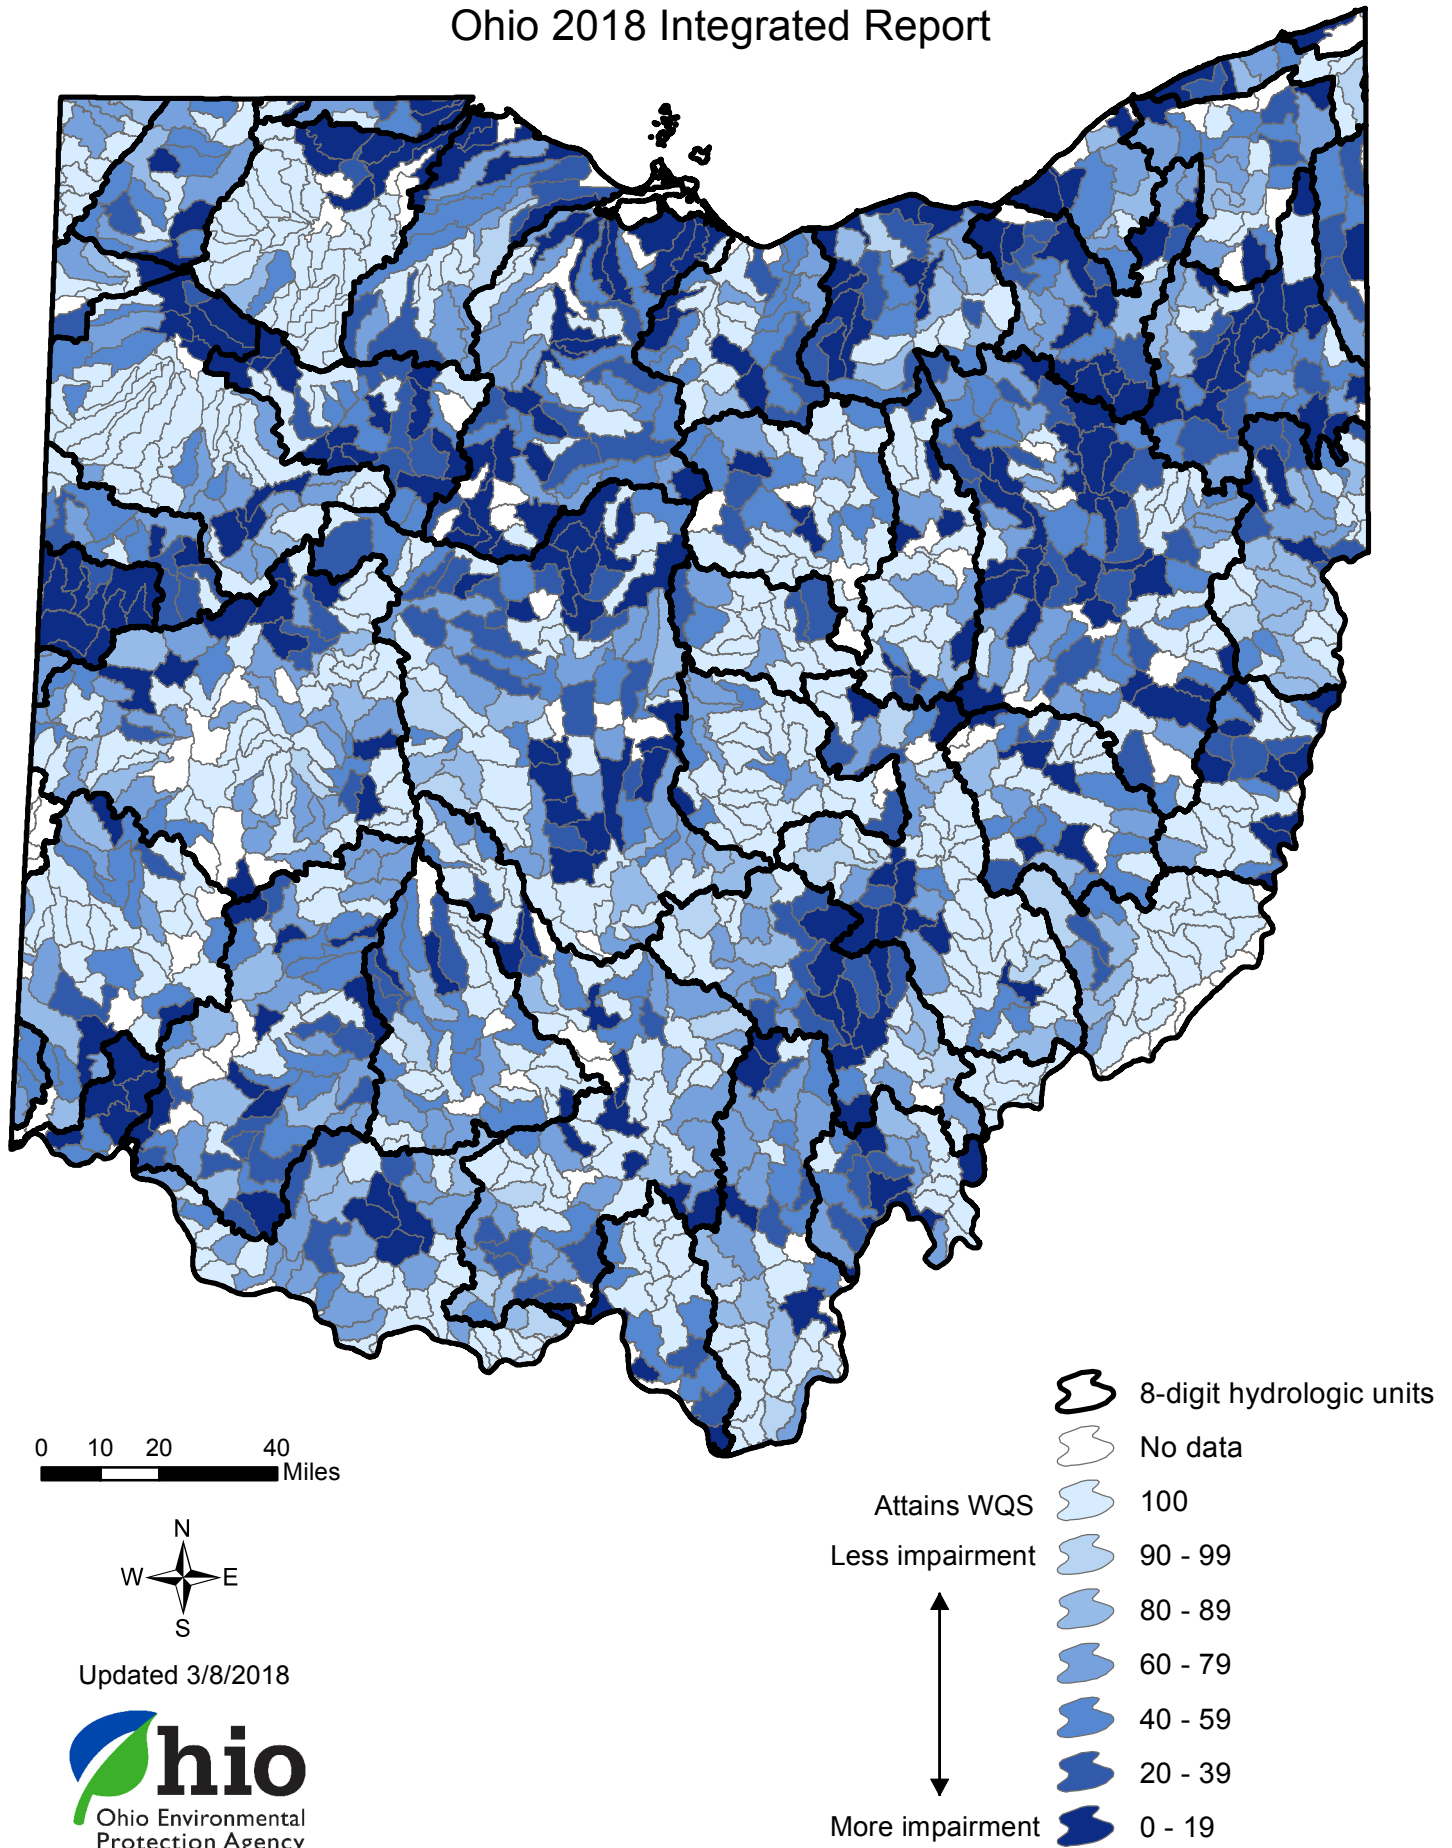 Ohio 2018 Integrated Report
8-digit hydrologic units
No data
Attains WQS 100
Less impairment 90 - 99
80 - 89
60 - 79
40 - 59
20 - 39
More impairment 0 - 19
0 10 20 40
Miles
N
W E
S
Updated 3/8/2018
Ohio
Ohio Environmental
Protection Agency